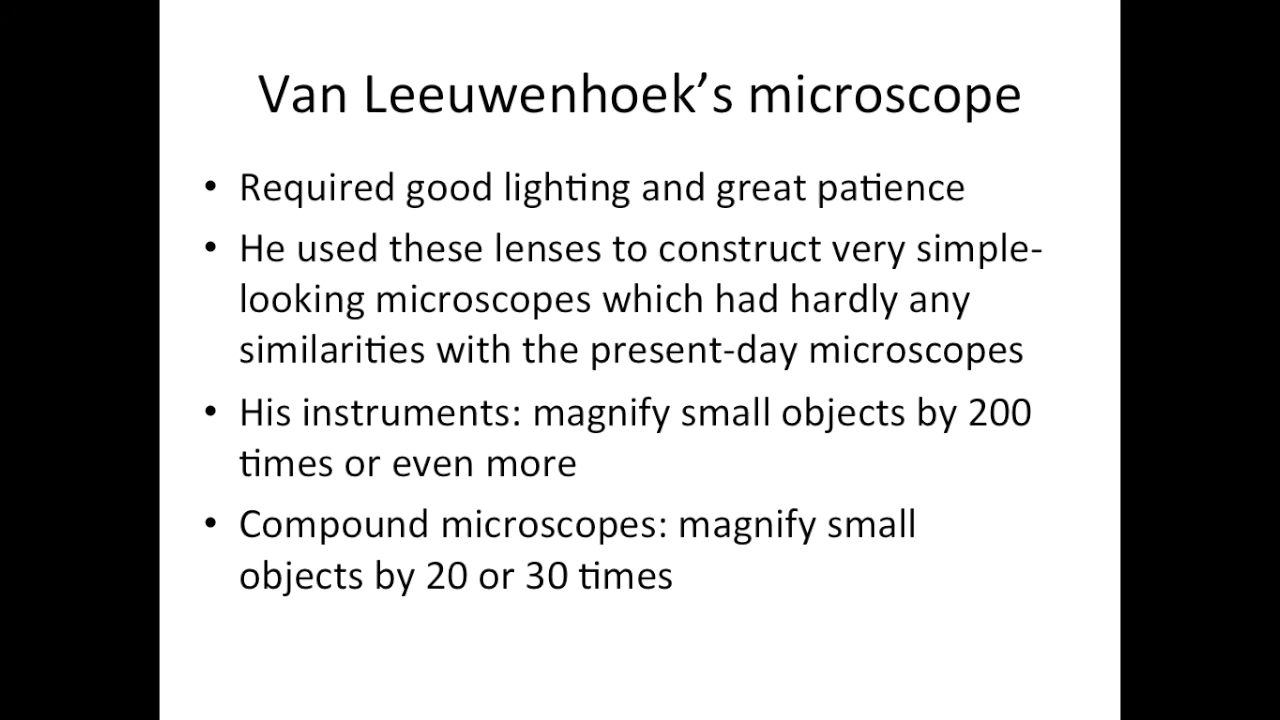 Van Leeuwenhoek’s microscope
• Required good lighting and great patience
• He used these lenses to construct very simple-
looking microscopes which had hardly any
similarities with the present-day microscopes
• His instruments: magnify small objects by 200
times or even more
• Compound microscopes: magnify small
objects by 20 or 30 times